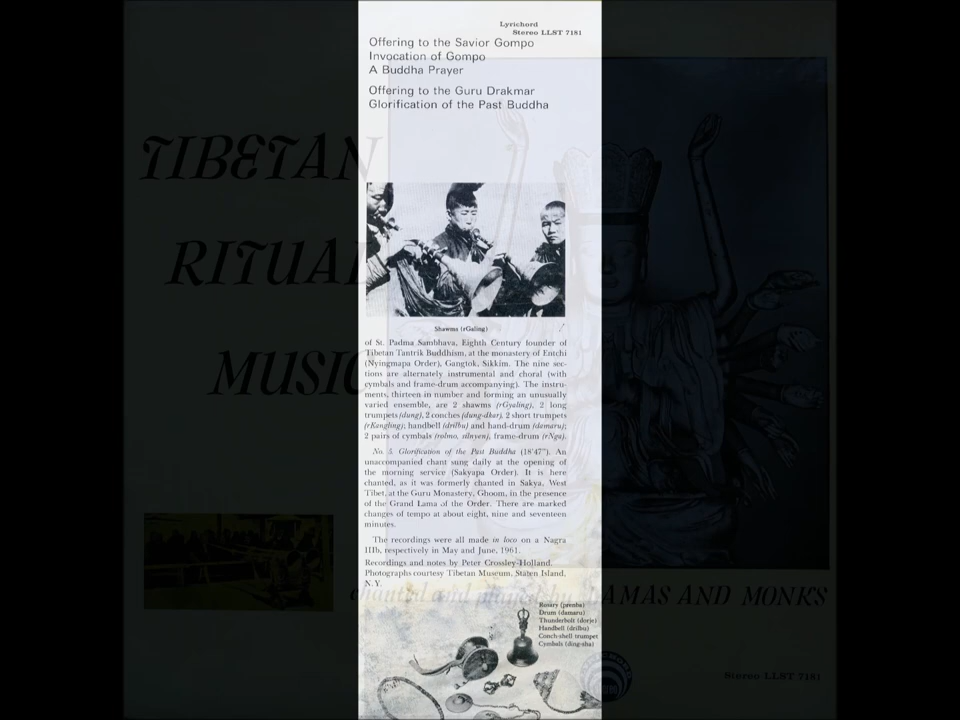 Lyrichord
Stereo LLST 7181
Offering to the Savior Gompo
Invocation of Gompo
A Buddha Prayer
Offering to the Guru Drakmar
Glorification of the Past Buddha
TIBETAN
RITUAL
MUSIC
Shawms (rGaling)
of St. Padma Sambhava, Eighth Century founder of
Tibetan Tantrik Buddhism, at the monastery of Entchi
(Nyingmapa Order), Gangtok, Sikkim. The nine sec-
tions are alternately instrumental and choral (with
cymbals and frame-drum accompanying). The instru-
ments, thirteen in number and forming an unusually
varied ensemble, are 2 shawms (rGyaling), 2 long
trumpets (dung), 2 conches (dung-dkar), 2 short trumpets
(rKangling); handbell (drilbu) and hand-drum (damaru);
2 pairs of cymbals (rolmo, silnyen), frame-drum (rNga).
No. 5. Glorification of the Past Buddha (18'47"). An
unaccompanied chant sung daily at the opening of
the morning service (Sakyapa Order). It is here
chanted, as it was formerly chanted in Sakya, West
Tibet, at the Guru Monastery, Ghoom, in the presence
of the Grand Lama of the Order. There are marked
changes of tempo at about eight, nine and seventeen
minutes.
The recordings were all made in loco on a Nagra
IIIb, respectively in May and June, 1961.
Recordings and notes by Peter Crossley-Holland.
Photographs courtesy Tibetan Museum, Staten Island,
N.Y.
chanted and played by LAMAS AND MONKS
Rosary (prenba)
Drum (damaru)
Thunderbolt (dorje)
Handbell (drilbu)
Conch-shell trumpet
Cymbals (ding-sha)
Stereo LLST 7181